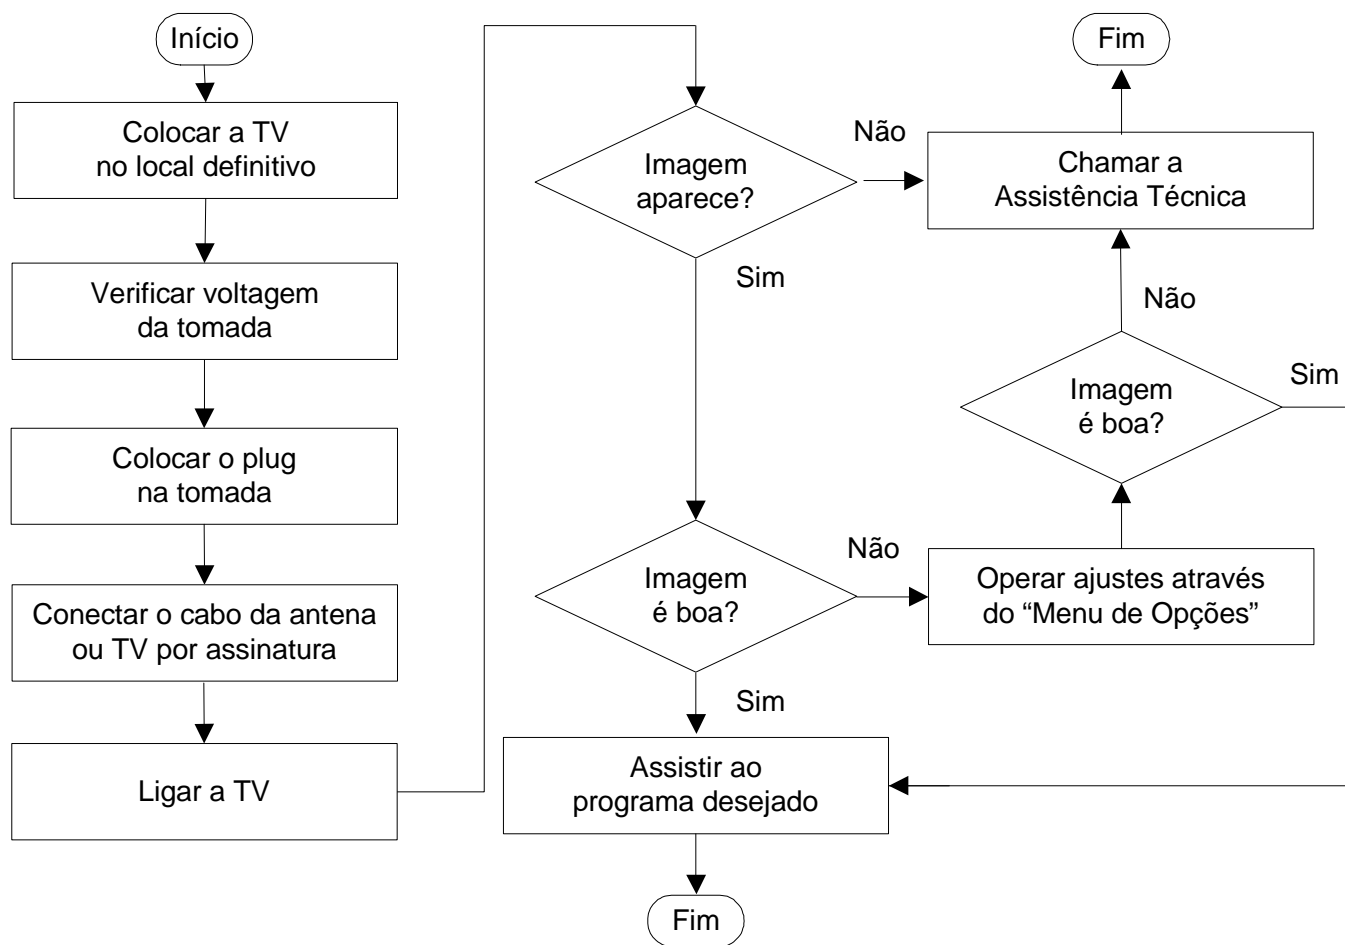 Início
Colocar a TV
no local definitivo
Verificar voltagem
da tomada
Colocar o plug
na tomada
Conectar o cabo da antena
ou TV por assinatura
Ligar a TV
Imagem
aparece?
Não
Sim
Chamar a
Assistência Técnica
Fim
Imagem
é boa?
Não
Sim
Operar ajustes através
do “Menu de Opções”
Imagem
é boa?
Não
Sim
Assistir ao
programa desejado
Fim